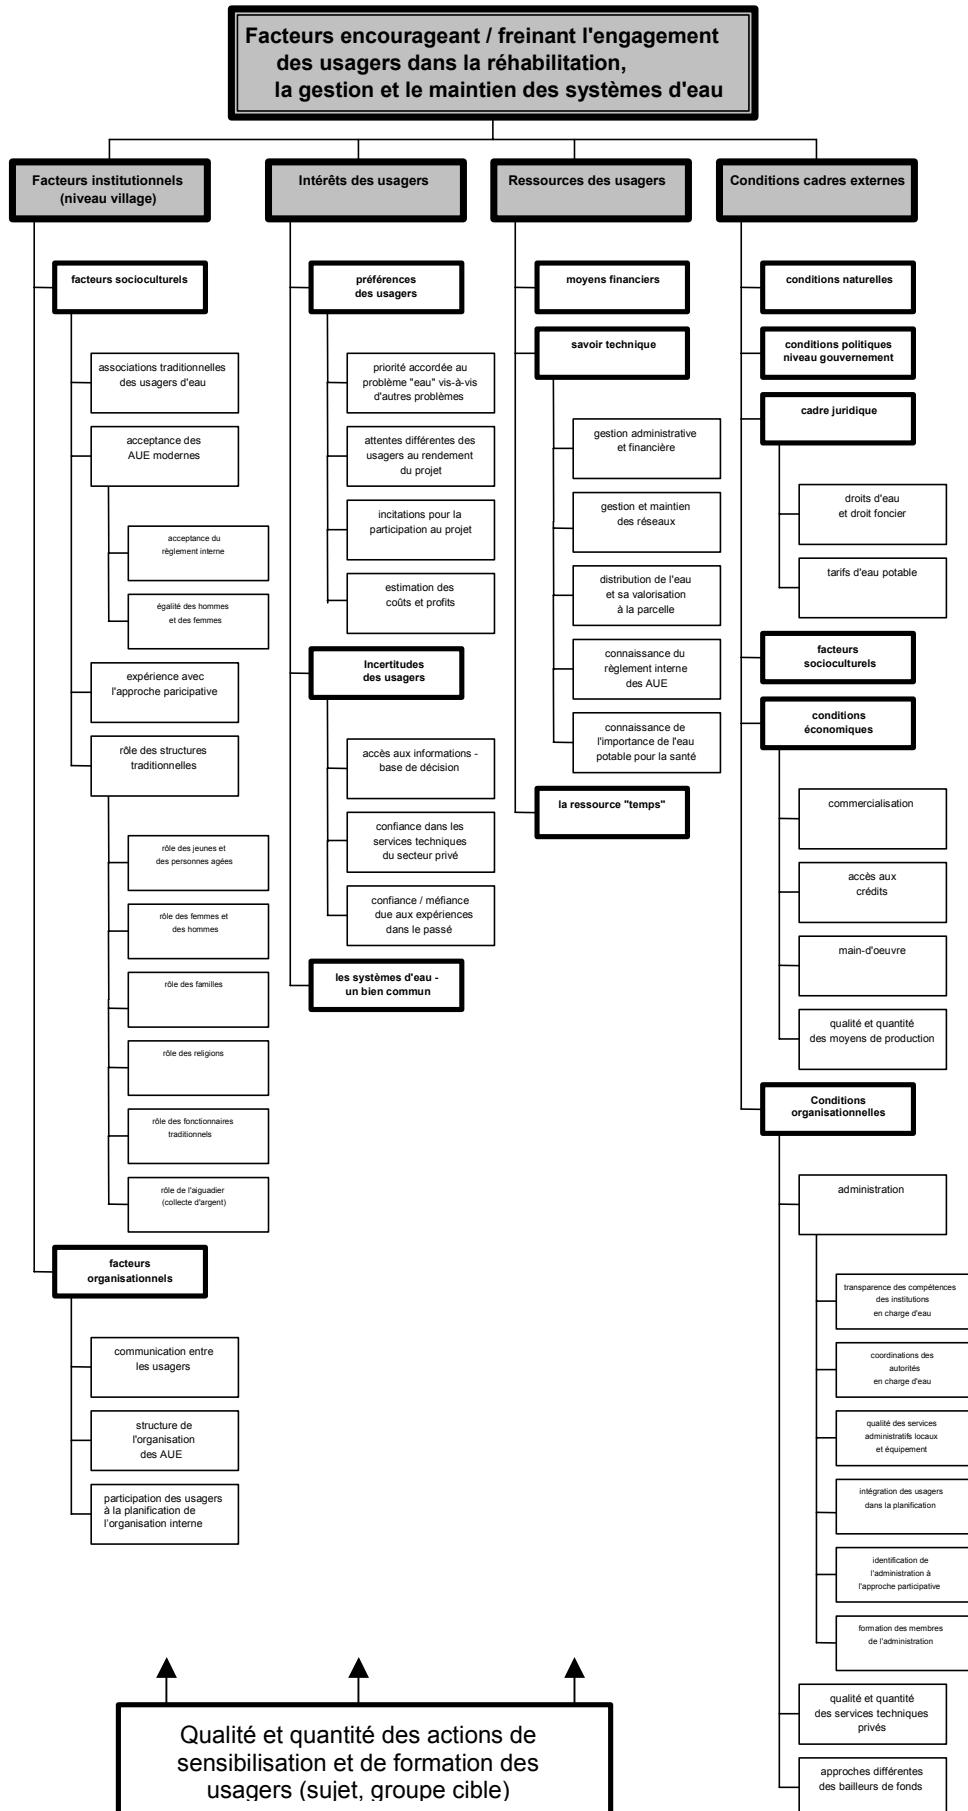 Facteurs encourageant / freinant l'engagement
des usagers dans la réhabilitation,
la gestion et le maintien des systèmes d'eau
Facteurs institutionnels
(niveau village)
facteurs socioculturels
associations traditionnelles
des usagers d'eau
acceptance des
AUE modernes
acceptance du
règlement interne
égalité des hommes
et des femmes
expérience avec
l'approche paricipative
rôle des structures
traditionnelles
rôle des jeunes et
des personnes agées
rôle des femmes et
des hommes
rôle des familles
rôle des religions
rôle des fonctionnaires
traditionnels
rôle de l'aiguadier
(collecte d'argent)
facteurs
organisationnels
communication entre
les usagers
structure de
l'organisation
des AUE
participation des usagers
à la planification de
l'organisation interne
Intérêts des usagers
préférences
des usagers
priorité accordée au
problème "eau" vis-à-vis
d'autres problèmes
attentes différentes des
usagers au rendement
du projet
incitations pour la
participation au projet
estimation des
coûts et profits
Incertitudes
des usagers
accès aux informations -
base de décision
confiance dans les
services techniques
du secteur privé
confiance / méfiance
due aux expériences
dans le passé
les systèmes d'eau -
un bien commun
Ressources des usagers
moyens financiers
savoir technique
gestion administrative
et financière
gestion et maintien
des réseaux
distribution de l'eau
et sa valorisation
à la parcelle
connaissance du
règlement interne
des AUE
connaissance de
l'importance de l'eau
potable pour la santé
la ressource "temps"
Conditions cadres externes
conditions naturelles
conditions politiques
niveau gouvernement
cadre juridique
droits d'eau
et droit foncier
tarifs d'eau potable
facteurs
socioculturels
conditions
économiques
commercialisation
accès aux
crédits
main-d'oeuvre
qualité et quantité
des moyens de production
Conditions
organisationnelles
administration
transparence des compétences
des institutions
en charge d'eau
coordinations des
autorités
en charge d'eau
qualité des services
administratifs locaux
et équipement
intégration des usagers
dans la planification
identification de
l'administration à
l'approche participative
formation des membres
de l'administration
qualité et quantité
des services techniques
privés
approches différentes
des bailleurs de fonds
Qualité et quantité des actions de
sensibilisation et de formation des
usagers (sujet, groupe cible)